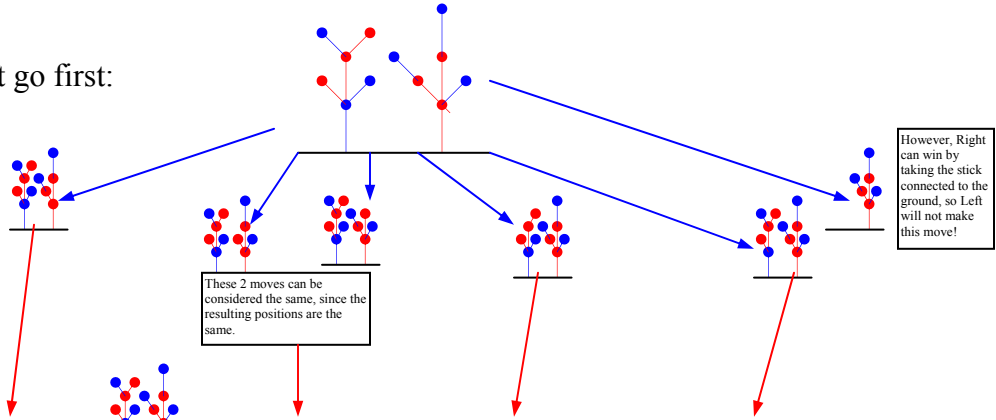 t go first:
However, Right
can win by
taking the stick
connected to the
ground, so Left
will not make
this move!
These 2 moves can be
considered the same, since the
resulting positions are the
same.